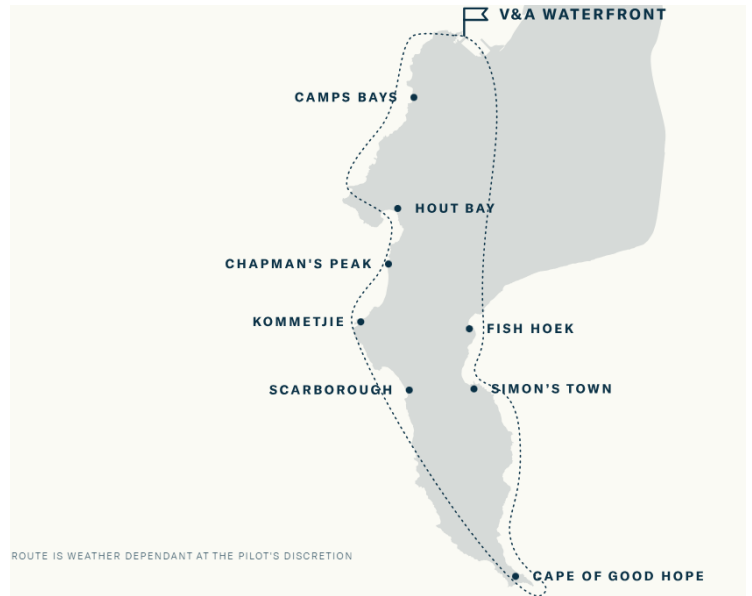 V&A WATERFRONT
CAMPS BAYS
HOUT BAY
CHAPMAN'S PEAK
KOMMETJIE
FISH HOEK
SCARBOROUGH
SIMON'S TOWN
ROUTE IS WEATHER DEPENDANT AT THE PILOT'S DISCRETION
CAPE OF GOOD HOPE